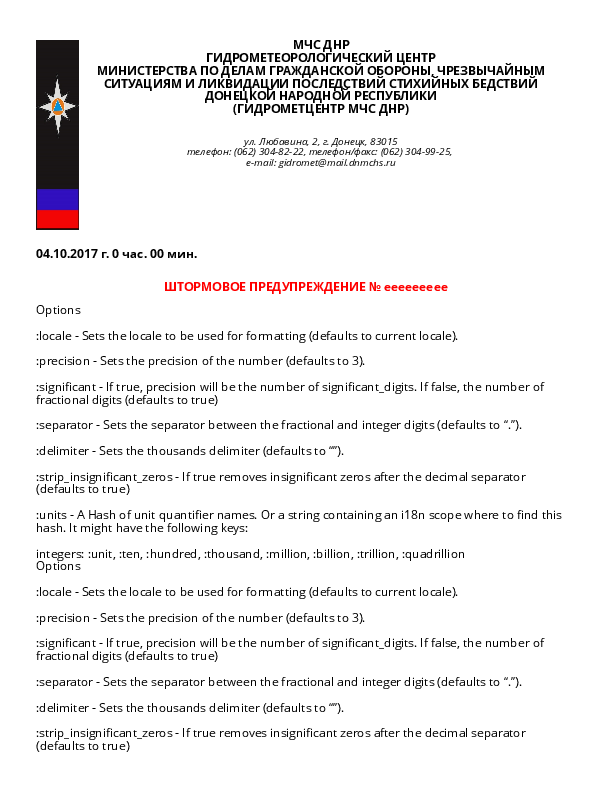 МЧС ДНР
ГИДРОМЕТЕОРОЛОГИЧЕСКИЙ ЦЕНТР
МИНИСТЕРСТВА ПО ДЕЛАМ ГРАЖДАНСКОЙ ОБОРОНЫ, ЧРЕЗВЫЧАЙНЫМ
СИТУАЦИЯМ И ЛИКВИДАЦИИ ПОСЛЕДСТВИЙ СТИХИЙНЫХ БЕДСТВИЙ
ДОНЕЦКОЙ НАРОДНОЙ РЕСПУБЛИКИ
(ГИДРОМЕТЦЕНТР МЧС ДНР)
ул. Любавина, 2, г. Донецк, 83015
телефон: (062) 304-82-22, телефон/факс: (062) 304-99-25,
e-mail: gidromet@mail.dnmchs.ru
04.10.2017 г. 0 час. 00 мин.
ШТОРМОВОЕ ПРЕДУПРЕЖДЕНИЕ № eeeeeeeee
Options
:locale - Sets the locale to be used for formatting (defaults to current locale).
:precision - Sets the precision of the number (defaults to 3).
:significant - If true, precision will be the number of significant_digits. If false, the number of
fractional digits (defaults to true)
:separator - Sets the separator between the fractional and integer digits (defaults to “.”).
:delimiter - Sets the thousands delimiter (defaults to “”).
:strip_insignificant_zeros - If true removes insignificant zeros after the decimal separator
(defaults to true)
:units - A Hash of unit quantifier names. Or a string containing an i18n scope where to find this
hash. It might have the following keys:
integers: :unit, :ten, :hundred, :thousand, :million, :billion, :trillion, :quadrillion
Options
:locale - Sets the locale to be used for formatting (defaults to current locale).
:precision - Sets the precision of the number (defaults to 3).
:significant - If true, precision will be the number of significant_digits. If false, the number of
fractional digits (defaults to true)
:separator - Sets the separator between the fractional and integer digits (defaults to “.”).
:delimiter - Sets the thousands delimiter (defaults to “”).
:strip_insignificant_zeros - If true removes insignificant zeros after the decimal separator
(defaults to true)